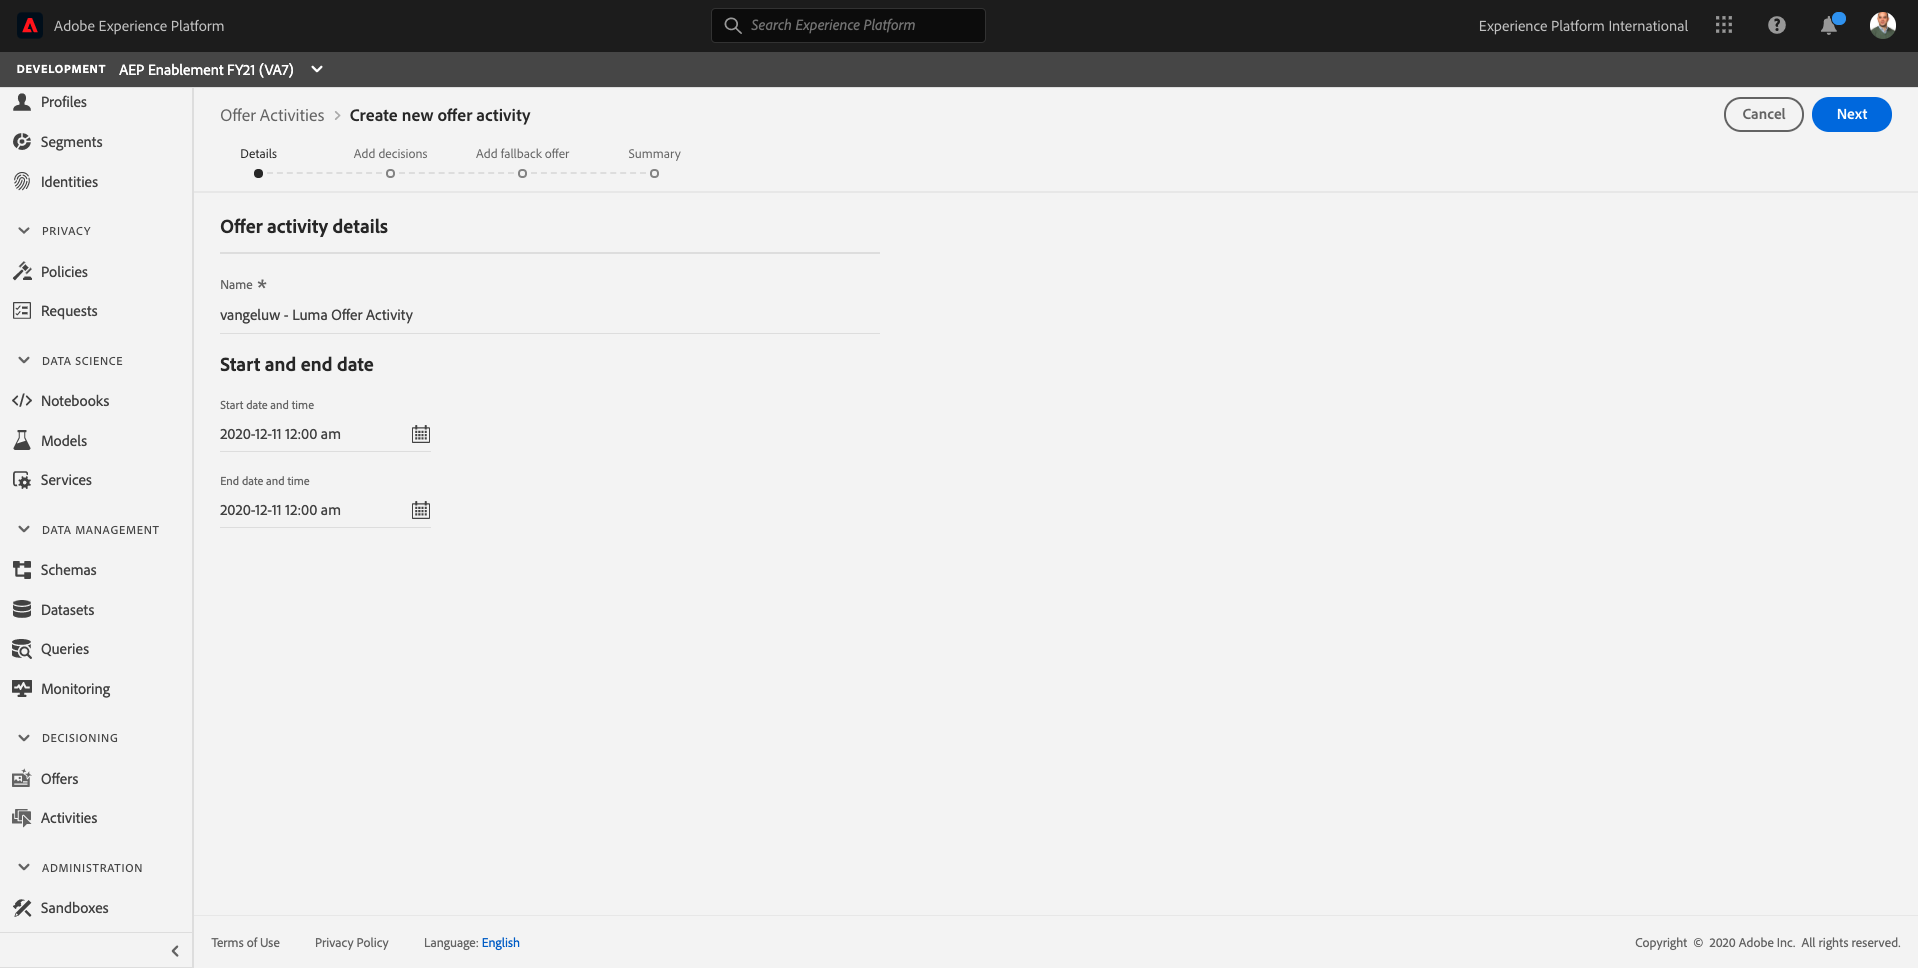 Adobe Experience Platform
Search Experience Platform
Experience Platform International
DEVELOPMENT AEP Enablement FY21 (VA7)
Profiles
Segments
Identities
PRIVACY
Policies
Requests
DATA SCIENCE
Notebooks
Models
Services
DATA MANAGEMENT
Schemas
Datasets
Queries
Monitoring
DECISIONING
Offers
Activities
ADMINISTRATION
Sandboxes
Offer Activities > Create new offer activity
Cancel
Next
Details
Add decisions
Add fallback offer
Summary
Offer activity details
Name *
vangeluw - Luma Offer Activity
Start and end date
Start date and time
2020-12-11 12:00 am
End date and time
2020-12-11 12:00 am
Terms of Use
Privacy Policy
Language: English
Copyright © 2020 Adobe Inc. All rights reserved.